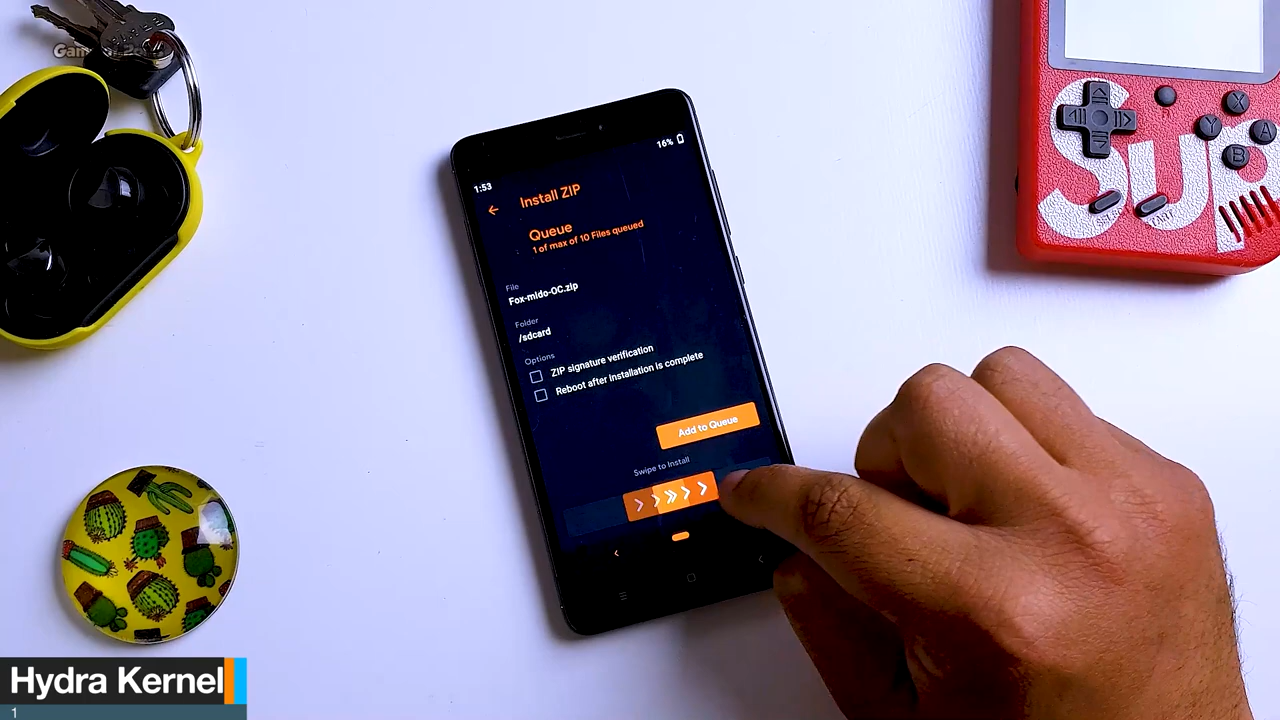 1:53
16%
Install ZIP
Queue
1 of max of 10 Files queued
File
Fox-mido-OC.zip
Folder
/sdcard
Options
ZIP signature verification
Reboot after installation is complete
Add to Queue
Swipe to Install
SUP
X
Y
A
B
Hydra Kernel
1